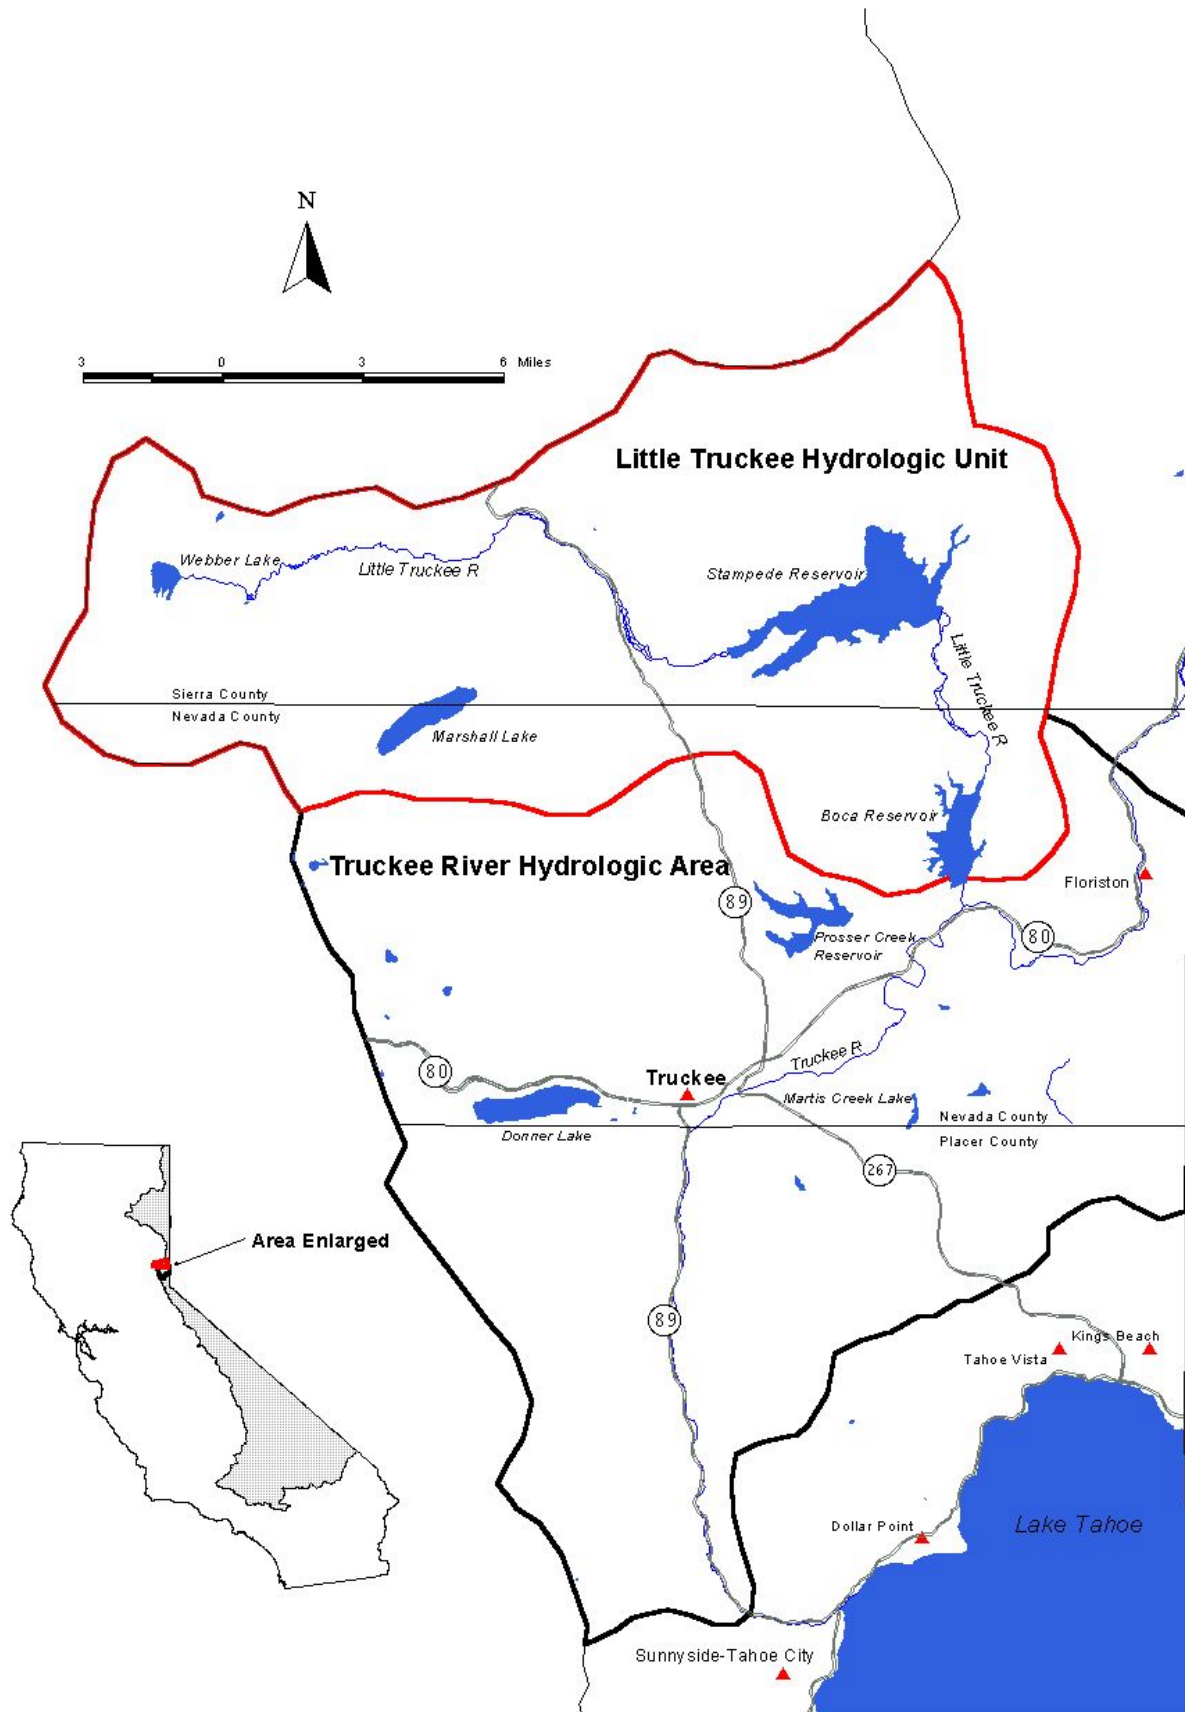 N
3 0 3 6 Miles
Little Truckee Hydrologic Unit
Webber Lake
Little Truckee R
Stampede Reservoir
Little Truckee R
Sierra County
Nevada County
Marshall Lake
Boca Reservoir
Truckee River Hydrologic Area
Floriston
89
Prosser Creek
Reservoir
80
80
Truckee R
Truckee
Martis Creek Lake
Nevada County
Donner Lake
Placer County
267
Area Enlarged
89
Kings Beach
Tahoe Vista
Dollar Point
Lake Tahoe
Sunnyside-Tahoe City